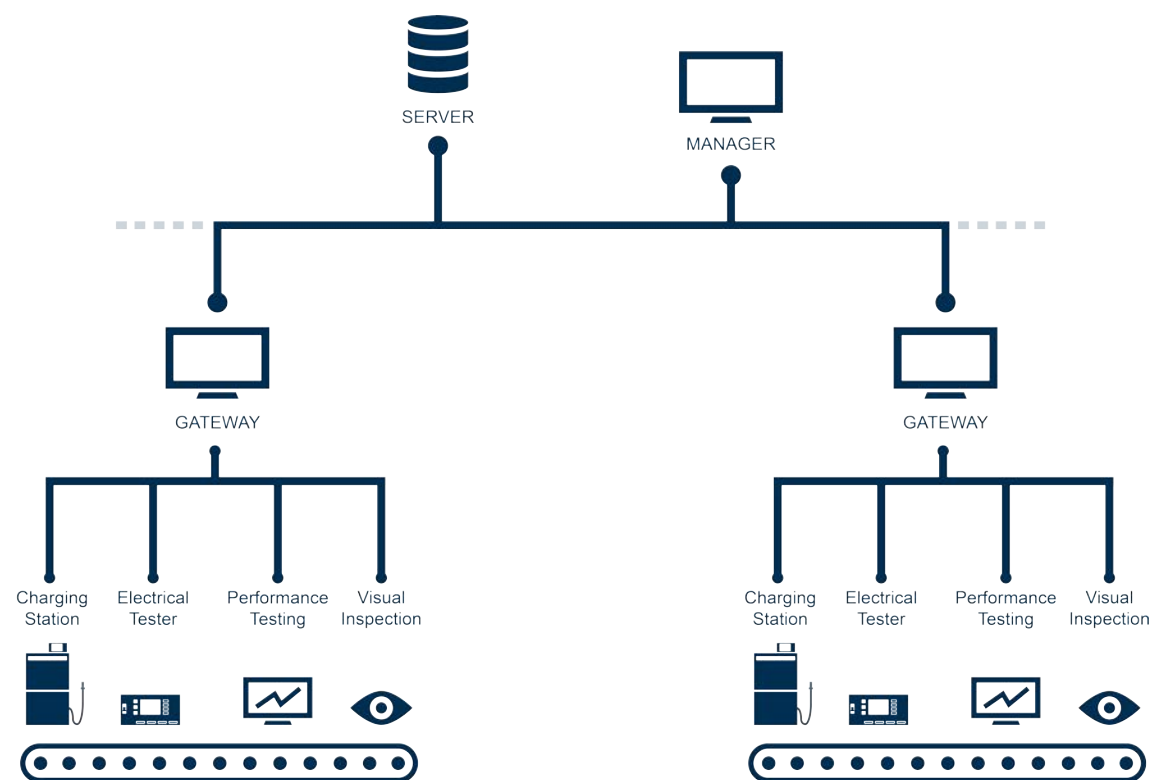 SERVER
MANAGER
GATEWAY
GATEWAY
Charging
Station
Electrical
Tester
Performance
Testing
Visual
Inspection
Charging
Station
Electrical
Tester
Performance
Testing
Visual
Inspection